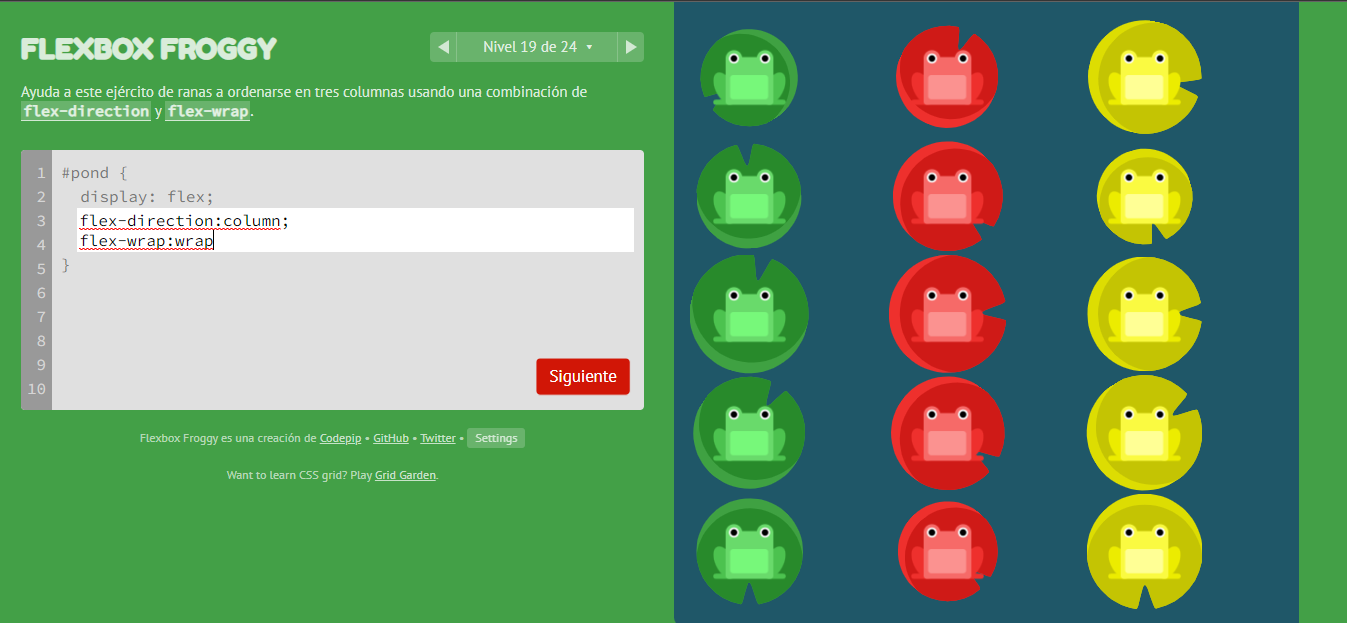 FLEXBOX FROGGY
Nivel 19 de 24
Ayuda a este ejército de ranas a ordenarse en tres columnas usando una combinación de
flex-direction y flex-wrap.
1 #pond {
2 display: flex;
3 flex-direction:column;
4 flex-wrap:wrap
5 }
6
7
8
9
10
Siguiente
Flexbox Froggy es una creación de Codepip • GitHub • Twitter • Settings
Want to learn CSS grid? Play Grid Garden.